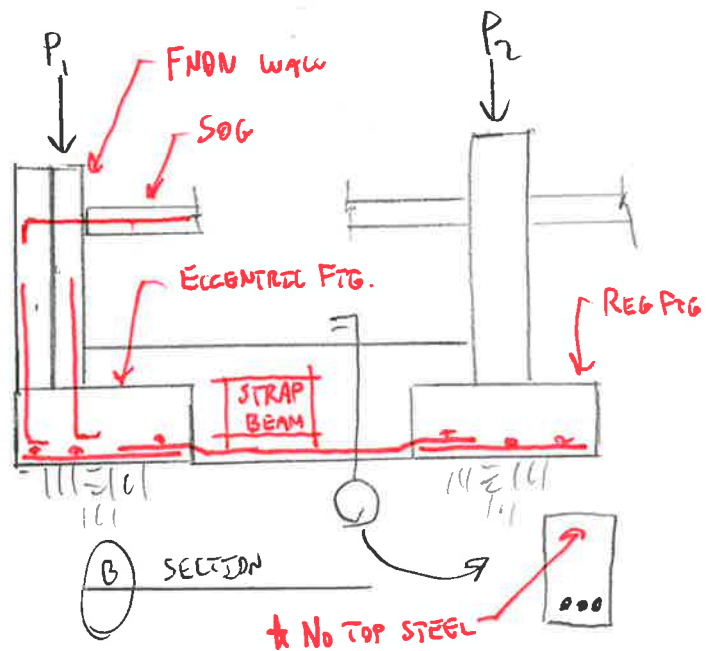 P1
FNDN WALL
SOG
P2
ECCENTRIC FTG.
REG FTG
STRAP
BEAM
B SECTION
* NO TOP STEEL